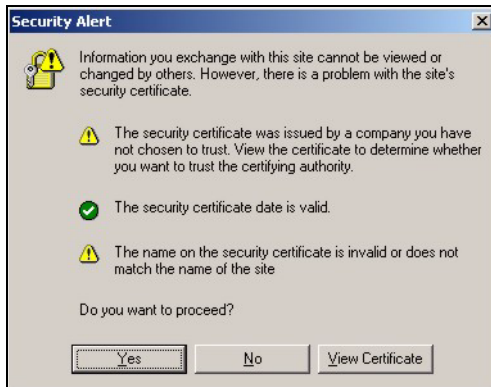 Security Alert
Information you exchange with this site cannot be viewed or
changed by others. However, there is a problem with the site's
security certificate.
The security certificate was issued by a company you have
not chosen to trust. View the certificate to determine whether
you want to trust the certifying authority.
The security certificate date is valid.
The name on the security certificate is invalid or does not
match the name of the site
Do you want to proceed?
Yes No View Certificate